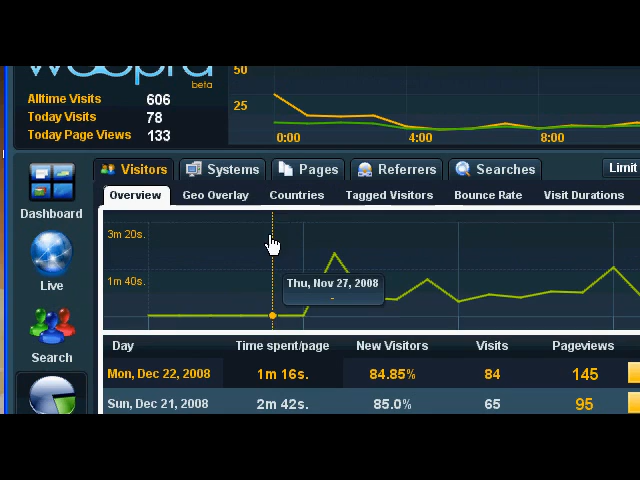 woopra
beta
Alltime Visits 606
Today Visits 78
Today Page Views 133
50
25
0:00 4:00 8:00
Visitors Systems Pages Referrers Searches Limit
Overview Geo Overlay Countries Tagged Visitors Bounce Rate Visit Durations
Dashboard
Live
Search
3m 20s.
1m 40s.
Thu, Nov 27, 2008
-
Day Time spent/page New Visitors Visits Pageviews
Mon, Dec 22, 2008 1m 16s. 84.85% 84 145
Sun, Dec 21, 2008 2m 42s. 85.0% 65 95